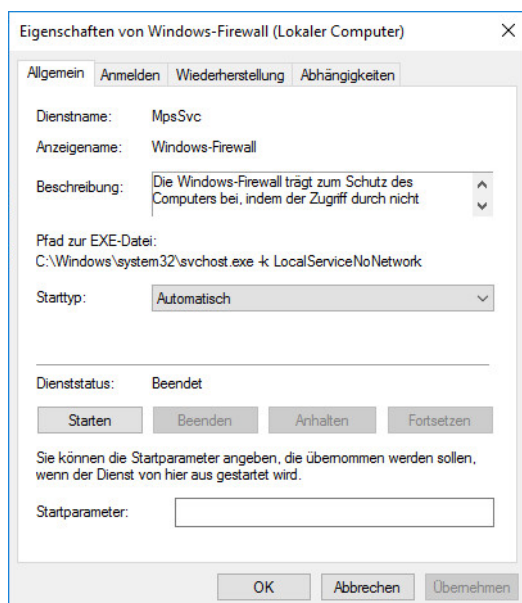 Eigenschaften von Windows-Firewall (Lokaler Computer)
Allgemein Anmelden Wiederherstellung Abhängigkeiten
Dienstname: MpsSvc
Anzeigename: Windows-Firewall
Beschreibung: Die Windows-Firewall trägt zum Schutz des
Computers bei, indem der Zugriff durch nicht
Pfad zur EXE-Datei:
C:\Windows\system32\svchost.exe -k LocalServiceNoNetwork
Starttyp: Automatisch
Dienststatus: Beendet
Starten Beenden Anhalten Fortsetzen
Sie können die Startparameter angeben, die übernommen werden sollen,
wenn der Dienst von hier aus gestartet wird.
Startparameter:
OK Abbrechen Übernehmen